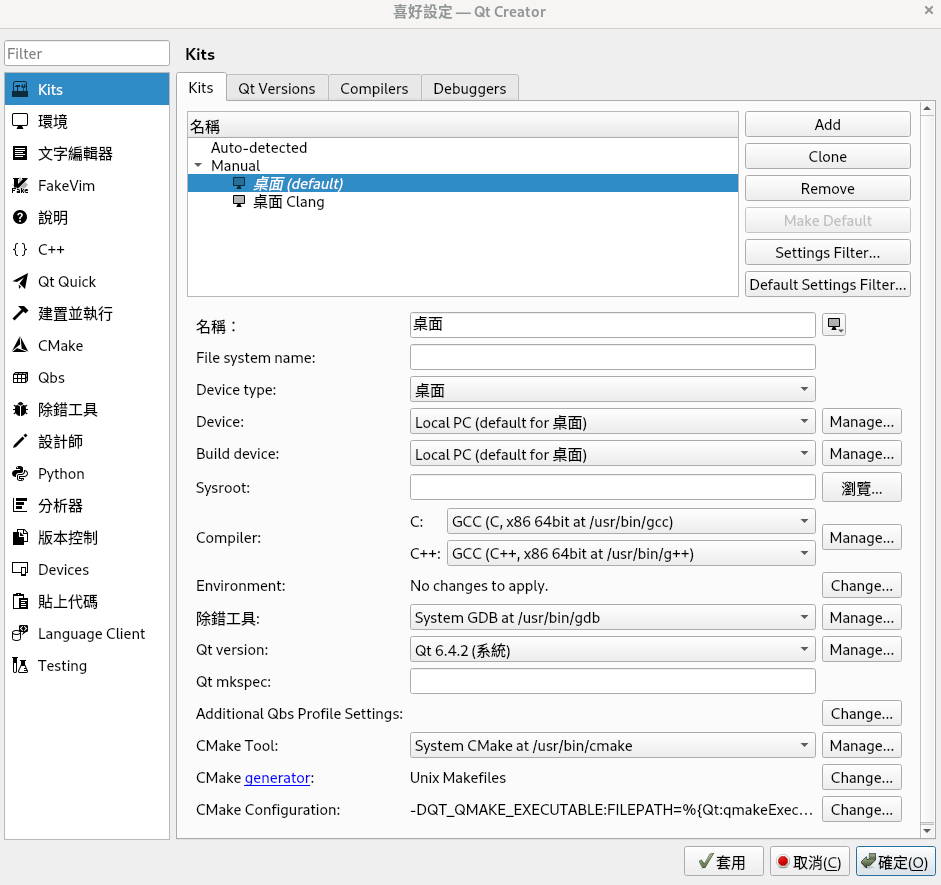 喜好設定 — Qt Creator
Filter
Kits
環境
文字編輯器
FakeVim
說明
C++
Qt Quick
建置並執行
CMake
Qbs
除錯工具
設計師
Python
分析器
版本控制
Devices
貼上代碼
Language Client
Testing
Kits
Kits Qt Versions Compilers Debuggers
名稱
Auto-detected
Manual
桌面 (default)
桌面 Clang
Add
Clone
Remove
Make Default
Settings Filter...
Default Settings Filter...
名稱： 桌面
File system name:
Device type: 桌面
Device: Local PC (default for 桌面) Manage...
Build device: Local PC (default for 桌面) Manage...
Sysroot: 瀏覽...
Compiler: C: GCC (C, x86 64bit at /usr/bin/gcc)
C++: GCC (C++, x86 64bit at /usr/bin/g++) Manage...
Environment: No changes to apply. Change...
除錯工具: System GDB at /usr/bin/gdb Manage...
Qt version: Qt 6.4.2 (系統) Manage...
Qt mkspec:
Additional Qbs Profile Settings: Change...
CMake Tool: System CMake at /usr/bin/cmake Manage...
CMake generator: Unix Makefiles Change...
CMake Configuration: -DQT_QMAKE_EXECUTABLE:FILEPATH=%{Qt:qmakeExec... Change...
套用 取消(C) 確定(O)